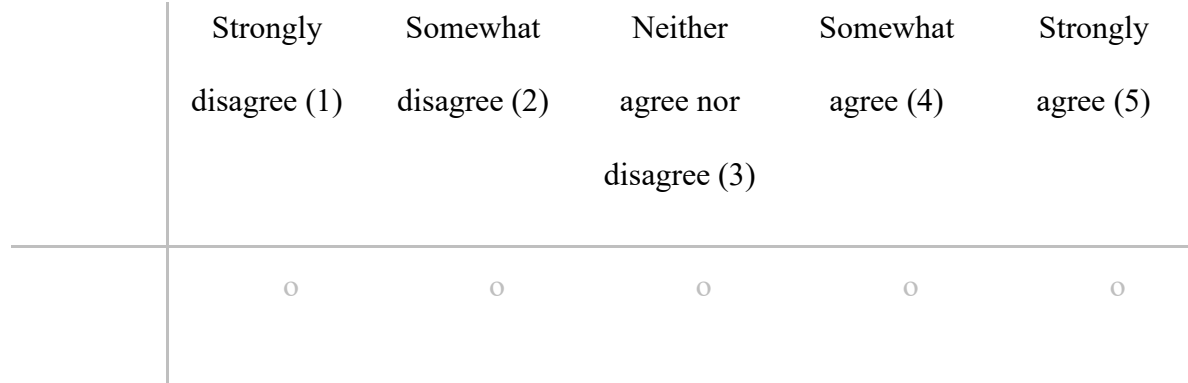 Strongly Somewhat Neither Somewhat Strongly
disagree (1) disagree (2) agree nor agree (4) agree (5)
disagree (3)
o o o o o